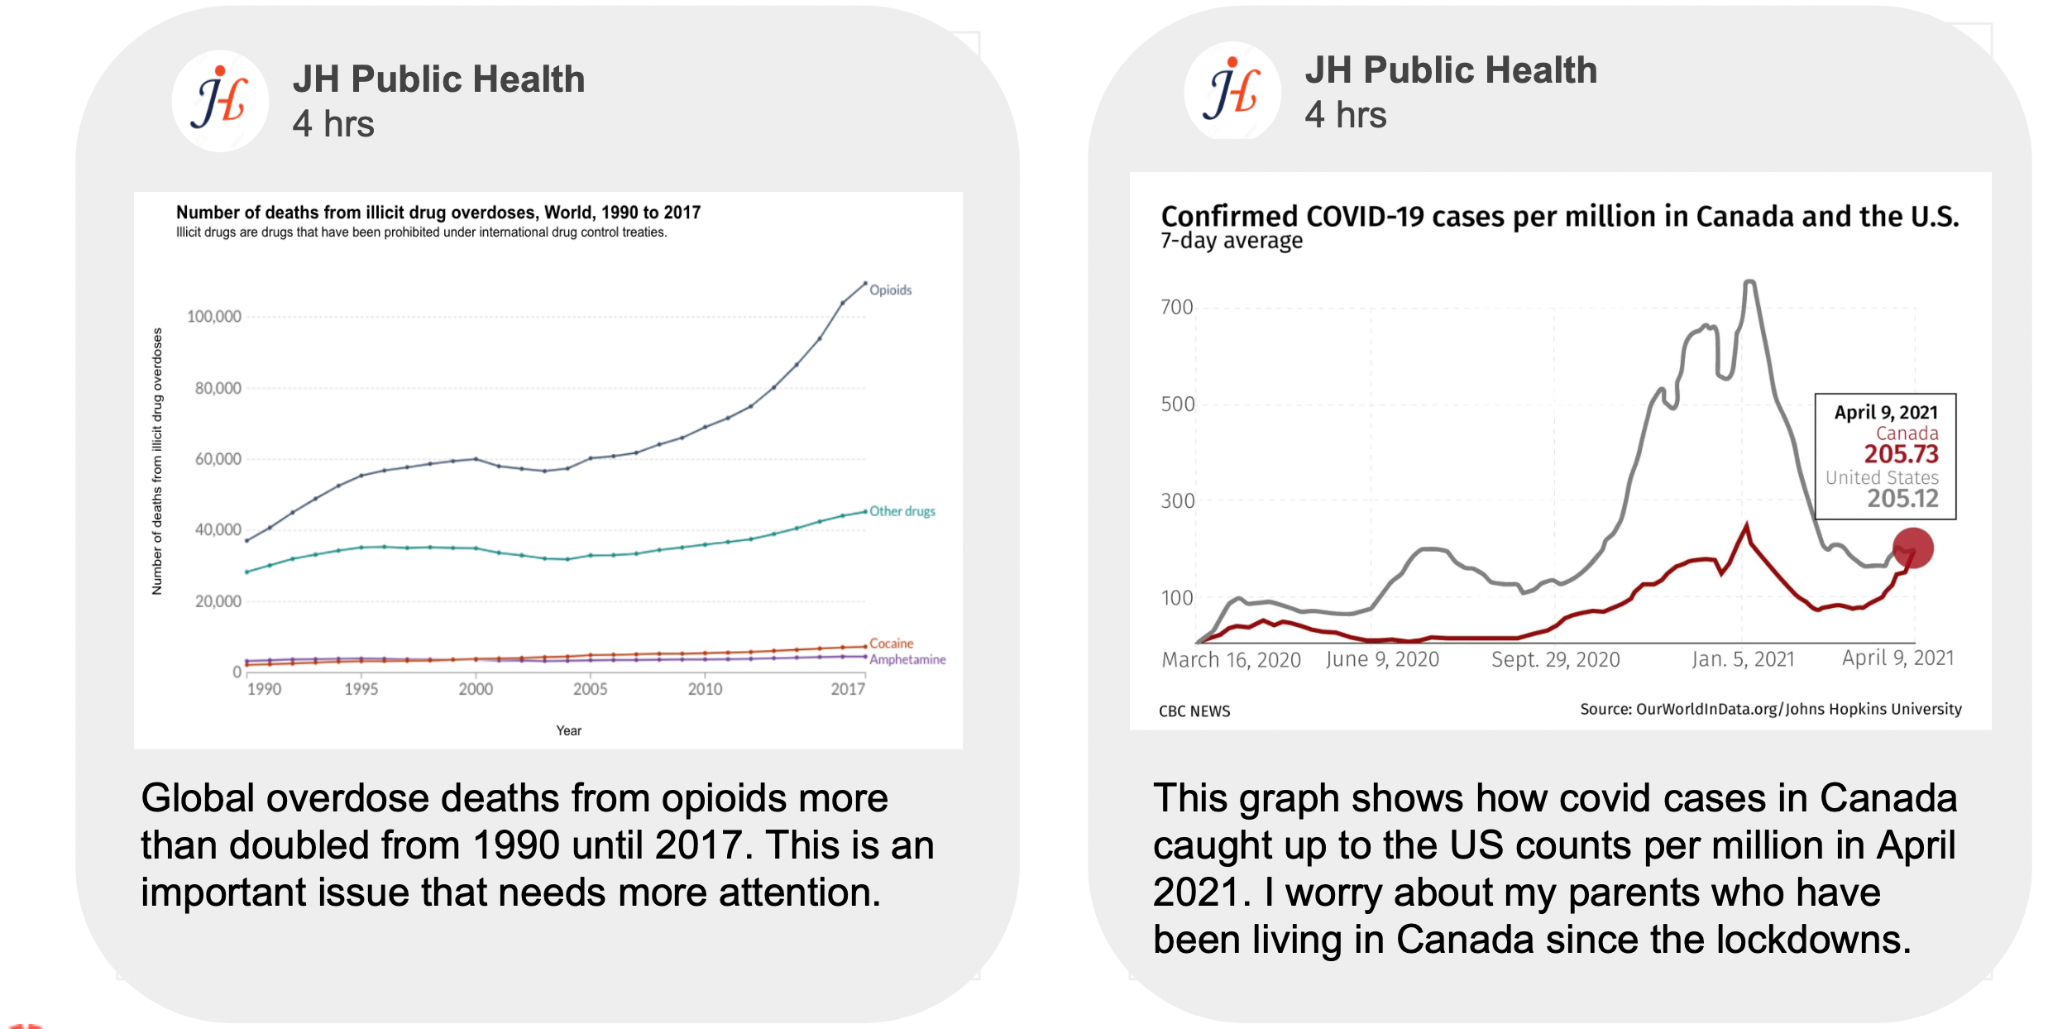 JH Public Health
4 hrs
Number of deaths from illicit drug overdoses, World, 1990 to 2017
Illicit drugs are drugs that have been prohibited under international drug control treaties.
Number of deaths from illicit drug overdoses
100,000
80,000
60,000
40,000
20,000
0
Opioids
Other drugs
Cocaine
Amphetamine
1990 1995 2000 2005 2010 2017
Year
Global overdose deaths from opioids more
than doubled from 1990 until 2017. This is an
important issue that needs more attention.
JH Public Health
4 hrs
Confirmed COVID-19 cases per million in Canada and the U.S.
7-day average
700
500
300
100
April 9, 2021
Canada
205.73
United States
205.12
March 16, 2020 June 9, 2020 Sept. 29, 2020 Jan. 5, 2021 April 9, 2021
CBC NEWS
Source: OurWorldInData.org/Johns Hopkins University
This graph shows how covid cases in Canada
caught up to the US counts per million in April
2021. I worry about my parents who have
been living in Canada since the lockdowns.